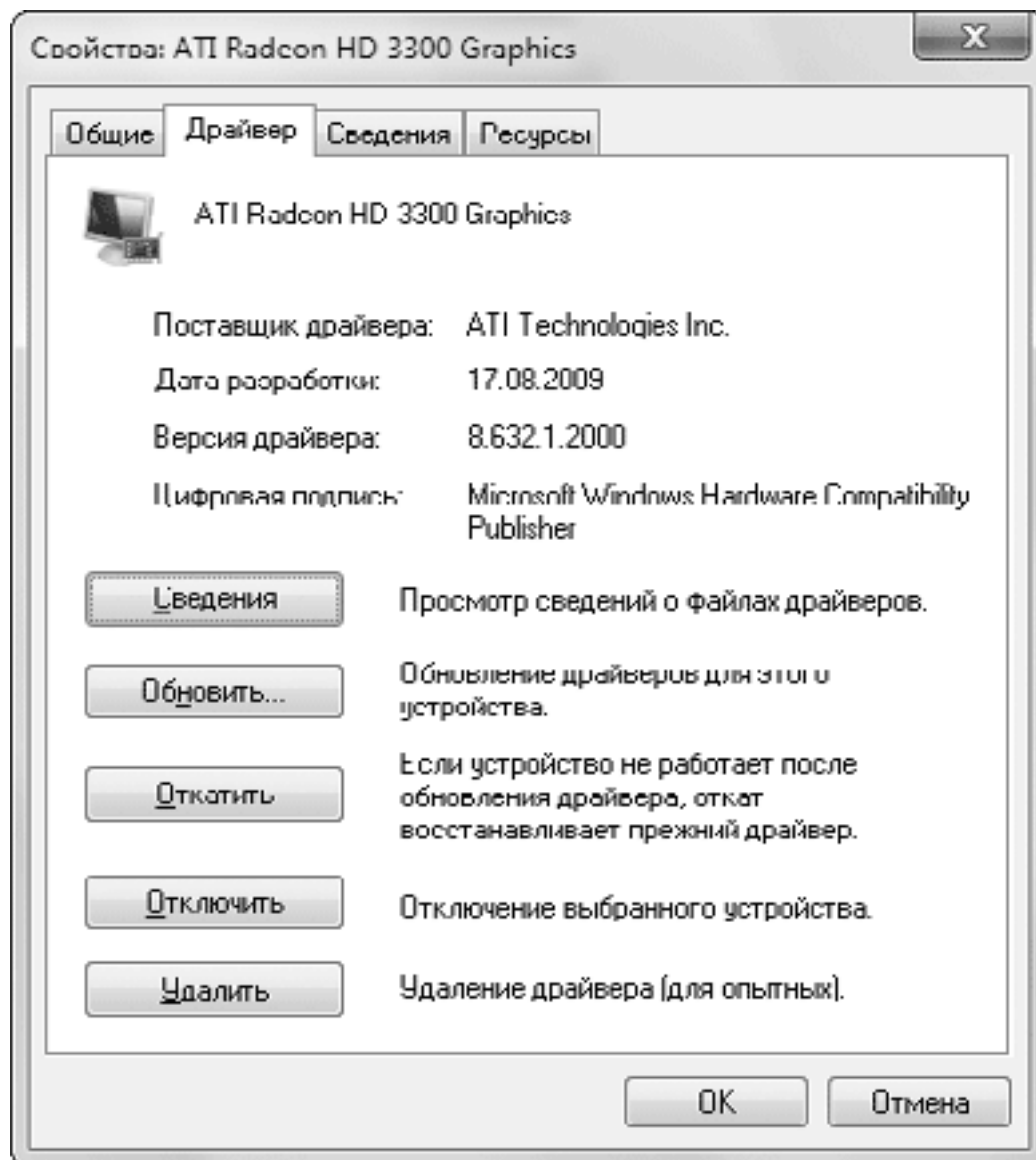 Свойства: ATI Radeon HD 3300 Graphics
Общие Драйвер Сведения Ресурсы
ATI Radeon HD 3300 Graphics
Поставщик драйвера: ATI Technologies Inc.
Дата разработки: 17.08.2009
Версия драйвера: 8.632.1.2000
Цифровая подпись: Microsoft Windows Hardware Compatibility
Publisher
Сведения Просмотр сведений о файлах драйверов.
Обновить... Обновление драйверов для этого
устройства.
Откатить Если устройство не работает после
обновления драйвера, откат
восстанавливает прежний драйвер.
Отключить Отключение выбранного устройства.
Удалить Удаление драйвера (для опытных).
OK Отмена